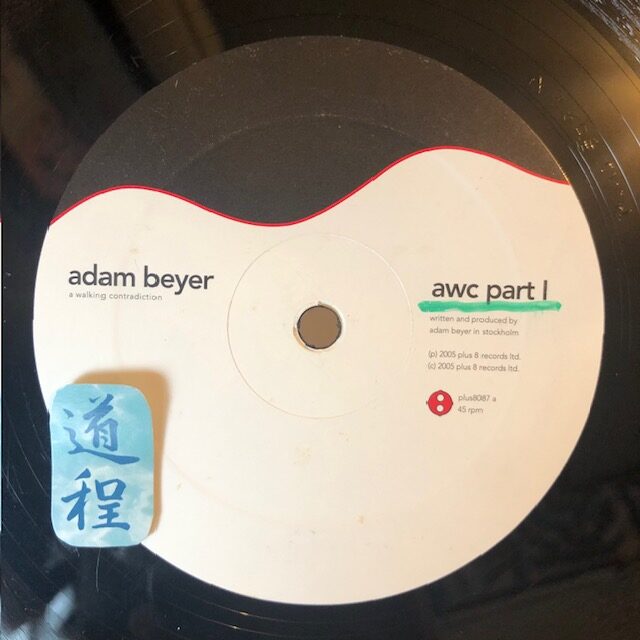 adam beyer
a walking contradiction
awc part I
written and produced by
adam beyer in stockholm
(p) 2005 plus 8 records ltd.
(c) 2005 plus 8 records ltd.
plus8087 a
45 rpm
道
程